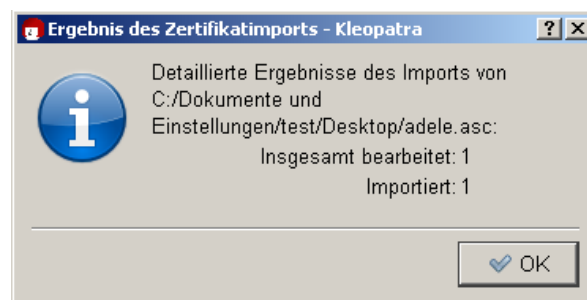 Ergebnis des Zertifikatimports - Kleopatra
Detaillierte Ergebnisse des Imports von
C:/Dokumente und
Einstellungen/test/Desktop/adele.asc:
Insgesamt bearbeitet: 1
Importiert: 1
OK